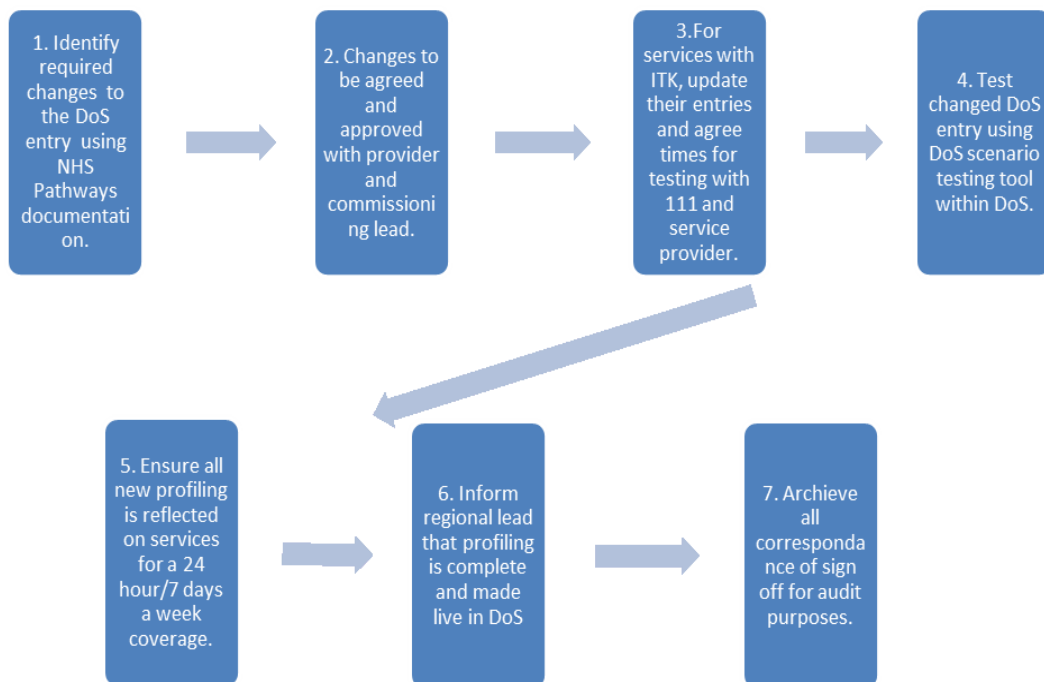 1. Identify
required
changes to
the DoS
entry using
NHS
Pathways
documentati
on.
2. Changes to
be agreed
and
approved
with provider
and
commissioni
ng lead.
3.For
services with
ITK, update
their entries
and agree
times for
testing with
111 and
service
provider.
4. Test
changed DoS
entry using
DoS scenario
testing tool
within DoS.
5. Ensure all
new profiling
is reflected
on services
for a 24
hour/7 days
a week
coverage.
6. Inform
regional lead
that profiling
is complete
and made
live in DoS
7. Archieve
all
corresponda
nce of sign
off for audit
purposes.